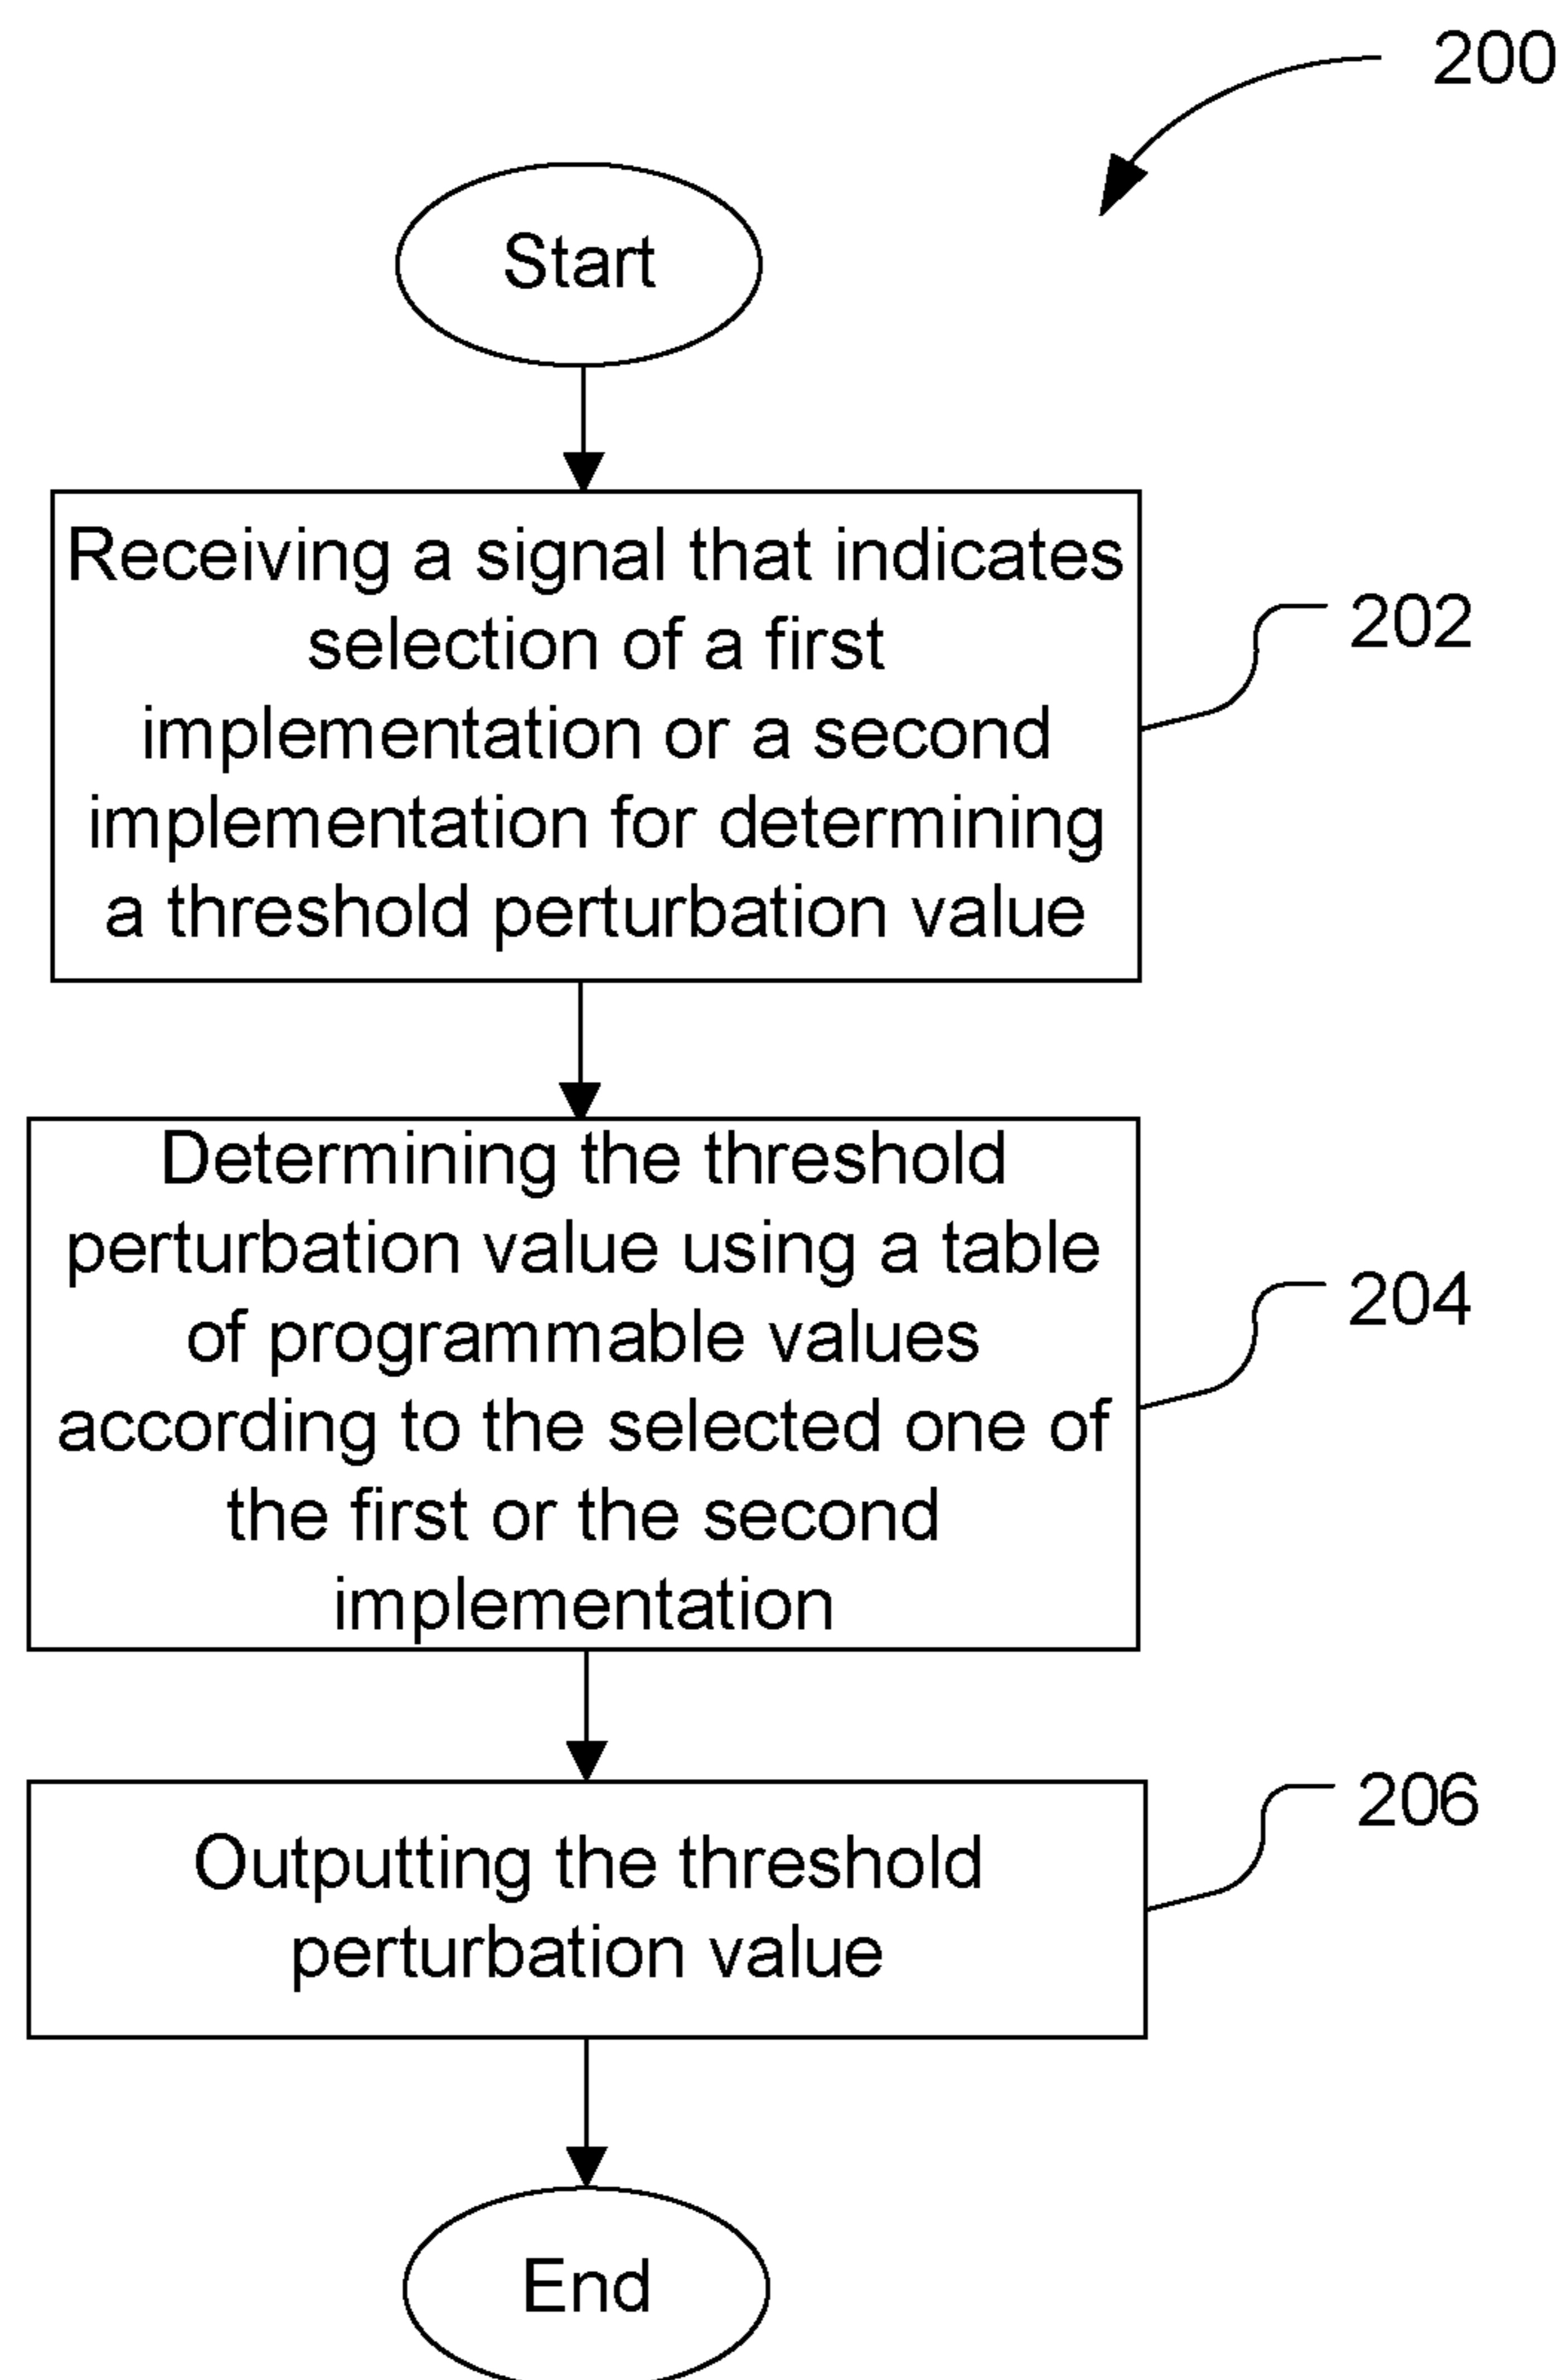 200
Start
Receiving a signal that indicates
selection of a first
implementation or a second
implementation for determining
a threshold perturbation value
202
Determining the threshold
perturbation value using a table
of programmable values
according to the selected one of
the first or the second
implementation
204
Outputting the threshold
perturbation value
206
End